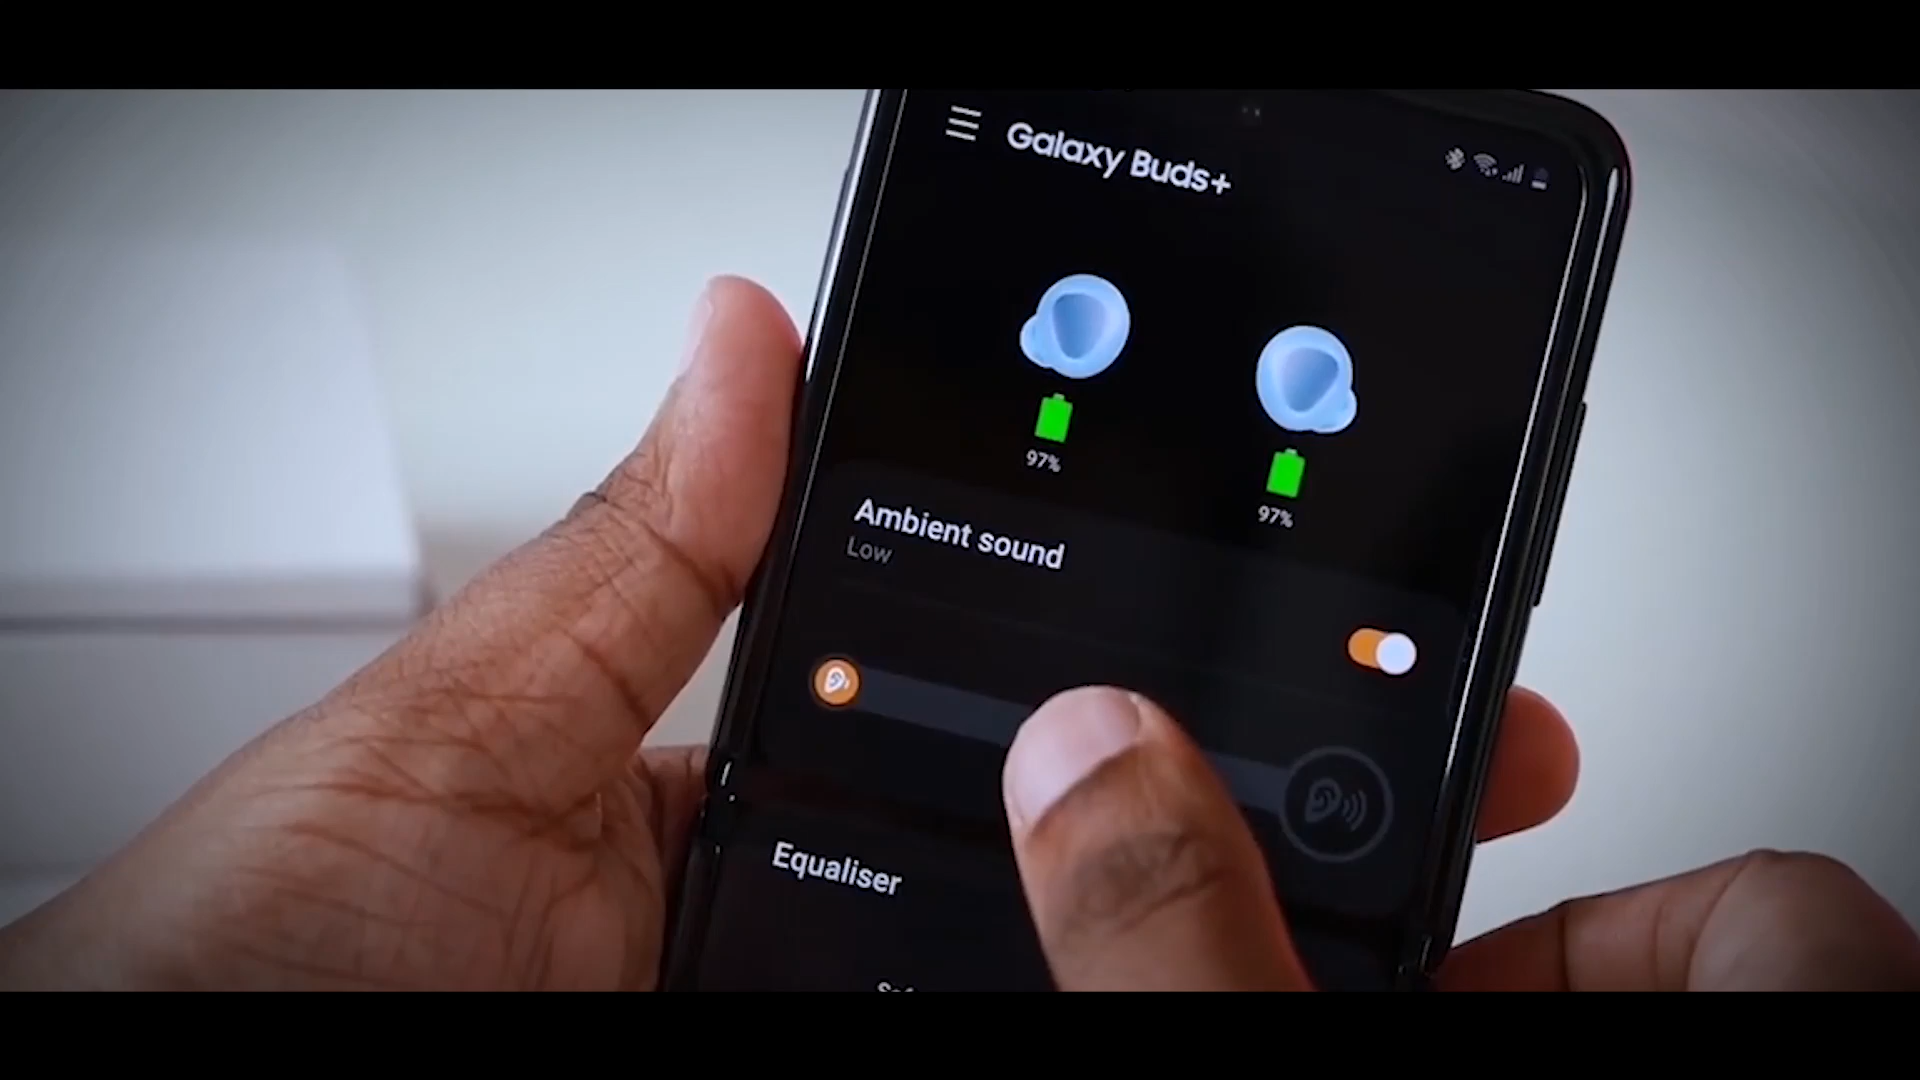 Galaxy Buds+
97%
97%
Ambient sound
Low
Equaliser